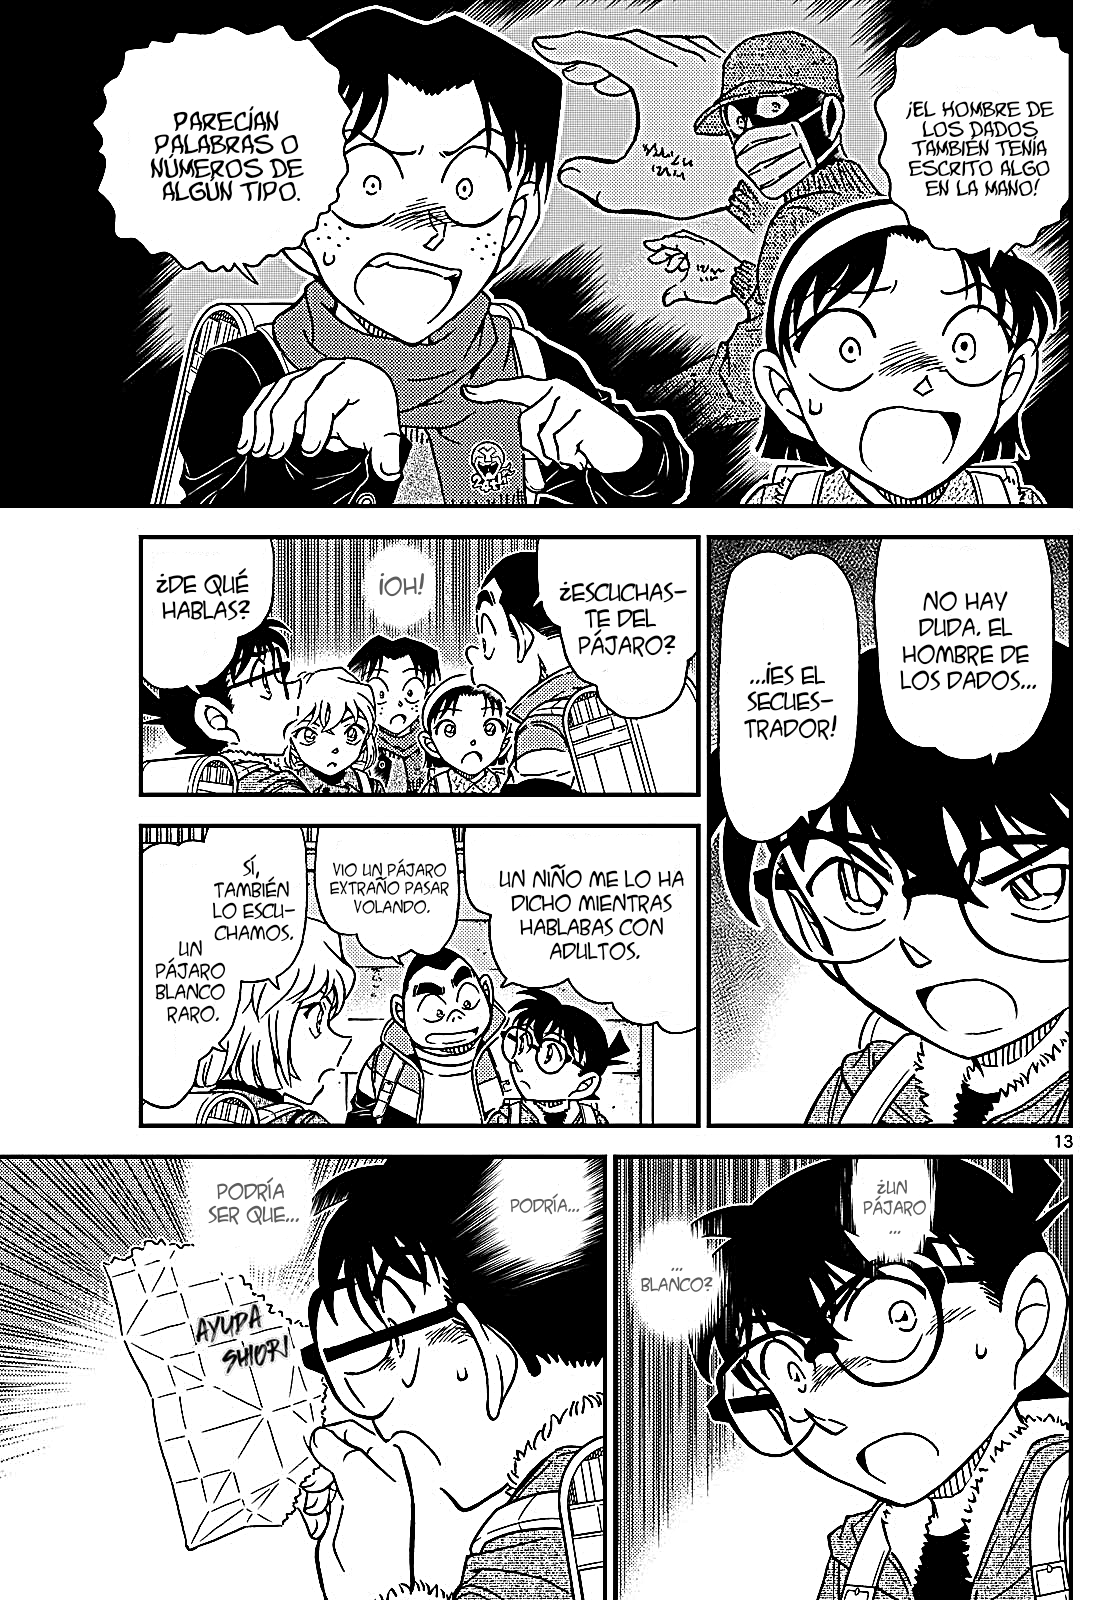 ¡EL HOMBRE DE
LOS DADOS
TAMBIÉN TENÍA
ESCRITO ALGO
EN LA MANO!
PARECÍAN
PALABRAS O
NÚMEROS DE
ALGÚN TIPO.
NO HAY
DUDA, EL
HOMBRE DE
LOS DADOS...
...¡ES EL
SECUES-
TRADOR!
¿ESCUCHAS-
TE DEL
PÁJARO?
¡OH!
¿DE QUÉ
HABLAS?
UN NIÑO ME LO HA
DICHO MIENTRAS
HABLABAS CON
ADULTOS.
VIO UN PÁJARO
EXTRAÑO PASAR
VOLANDO.
SÍ,
TAMBIÉN
LO ESCU-
CHAMOS.
UN
PÁJARO
BLANCO
RARO.
13
¿UN
PÁJARO
...
...
BLANCO?
PODRÍA...
PODRÍA
SER QUE...
AYUDA
SHIORI